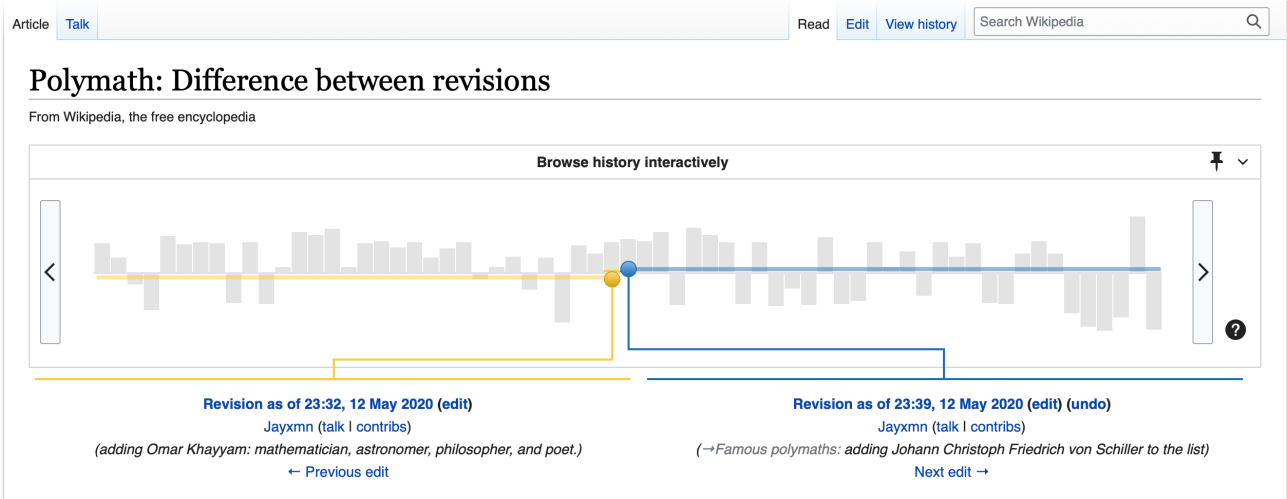 Article Talk Read Edit View history Search Wikipedia
Polymath: Difference between revisions
From Wikipedia, the free encyclopedia
Browse history interactively
?
Revision as of 23:32, 12 May 2020 (edit)
Jayxmn (talk | contribs)
(adding Omar Khayyam: mathematician, astronomer, philosopher, and poet.)
← Previous edit
Revision as of 23:39, 12 May 2020 (edit) (undo)
Jayxmn (talk | contribs)
(→Famous polymaths: adding Johann Christoph Friedrich von Schiller to the list)
Next edit →